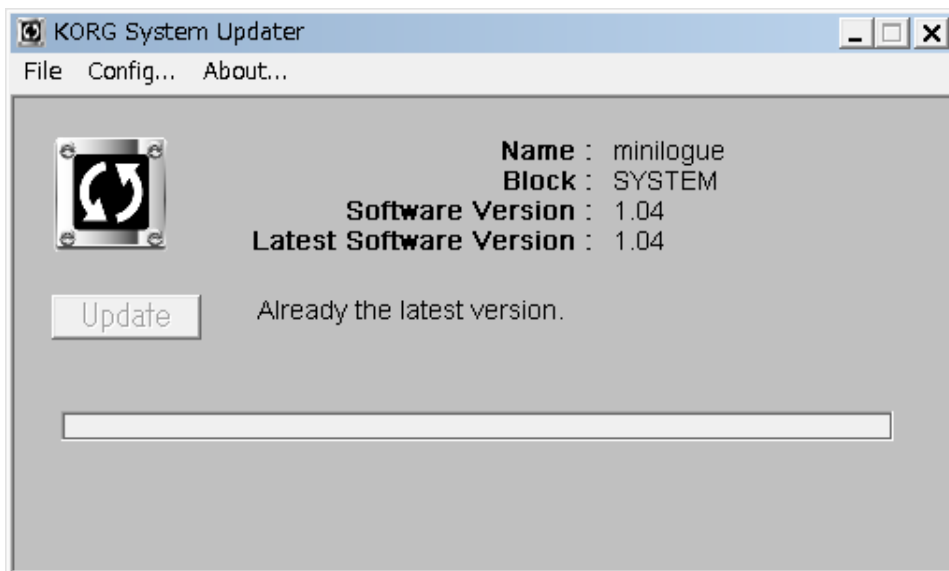 KORG System Updater
File Config... About...
Name : minilogue
Block : SYSTEM
Software Version : 1.04
Latest Software Version : 1.04
Update
Already the latest version.